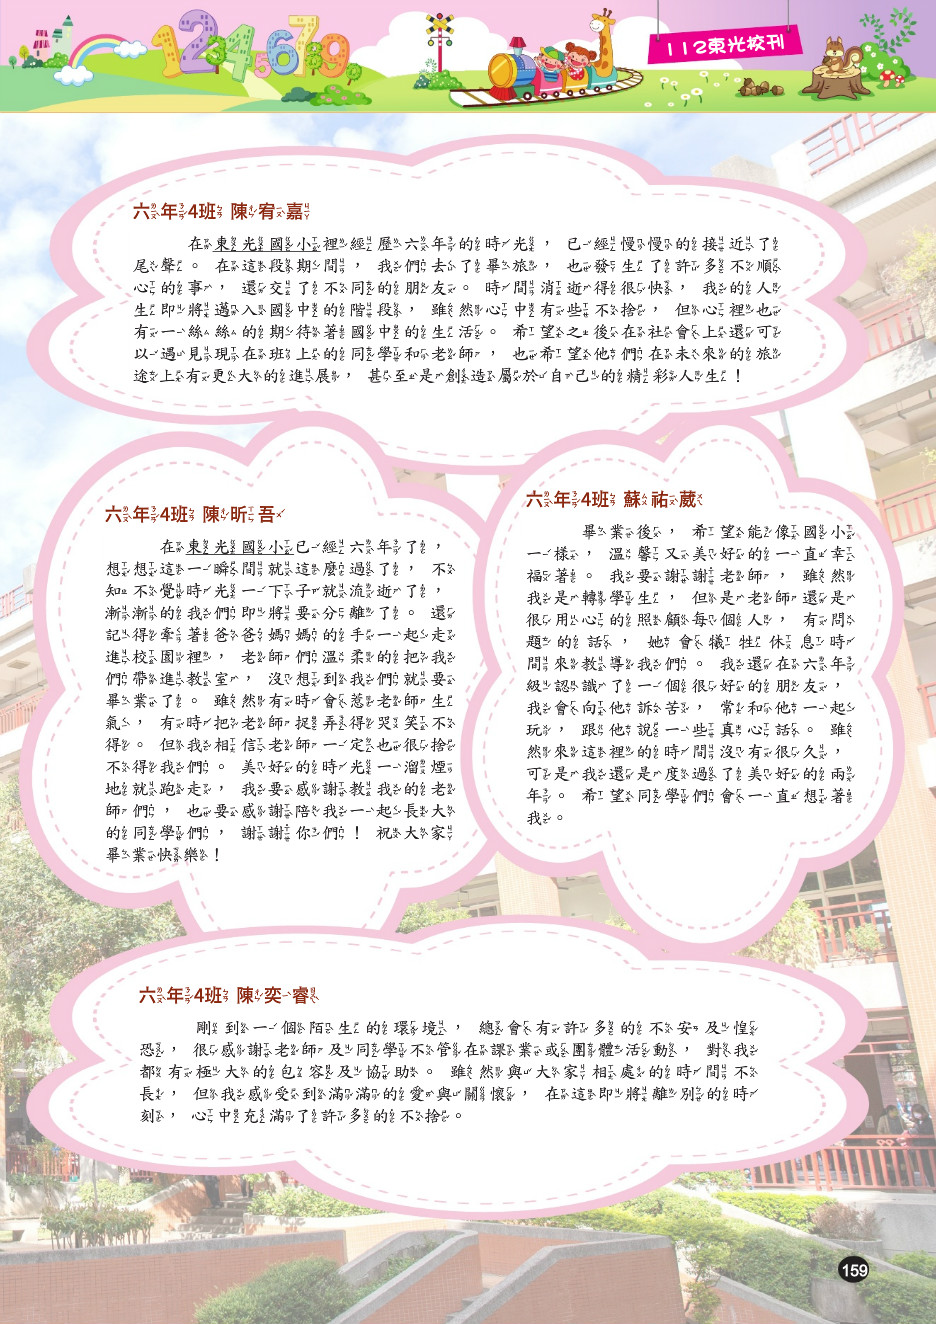 112東光校刊
六年4班 陳宥嘉
在東光國小裡經歷六年的時光，已經慢慢的接近了
尾聲。在這段期間，我們去了畢旅，也發生了許多不順
心的事，還交了不同的朋友。時間消逝得很快，我的人
生即將邁入國中的階段，雖然心中有些不捨，但心裡也
有一絲絲的期待著國中的生活。希望之後在社會上還可
以遇見現在班上的同學和老師，也希望他們在未來的旅
途上有更大的進展，甚至是創造屬於自己的精彩人生！
六年4班 陳昕吾
在東光國小已經六年了，
想想這一瞬間就這麼過了，不
知不覺時光一下子就流逝了，
漸漸的我們即將要分離了。還
記得牽著爸爸媽媽的手一起走
進校園裡，老師們溫柔的把我
們帶進教室，沒想到我們就要
畢業了。雖然有時會惹老師生
氣，有時把老師捉弄得哭笑不
得。但我相信老師一定也很捨
不得我們。美好的時光一溜煙
地就跑走，我要感謝教我的老
師們，也要感謝陪我一起長大
的同學們，謝謝你們！祝大家
畢業快樂！
六年4班 蘇祐葳
畢業後，希望能像國小
一樣，溫馨又美好的一直幸
福著。我要謝謝老師，雖然
我是轉學生，但是老師還是
很用心的照顧每個人，有問
題的話，她會犧牲休息時
間來教導我們。我還在六年
級認識了一個很好的朋友，
我會向他訴苦，常和他一起
玩，跟他說一些真心話。雖
然來這裡的時間沒有很久，
可是我還是度過了美好的兩
年。希望同學們會一直想著
我。
六年4班 陳奕睿
剛到一個陌生的環境，總會有許多的不安及惶
恐，很感謝老師及同學不管在課業或團體活動，對我
都有極大的包容及協助。雖然與大家相處的時間不
長，但我感受到滿滿的愛與關懷，在這即將離別的時
刻，心中充滿了許多的不捨。
159